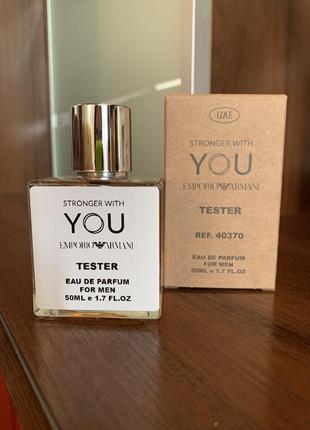 STRONGER WITH
YOU
EMPORIO ARMANI
TESTER
EAU DE PARFUM
FOR MEN
50ML e 1.7 FL.OZ
UAE
STRONGER WITH
YOU
EMPORIO ARMANI
TESTER
REF. 40370
EAU DE PARFUM
FOR MEN
50ML e 1.7 FL.OZ